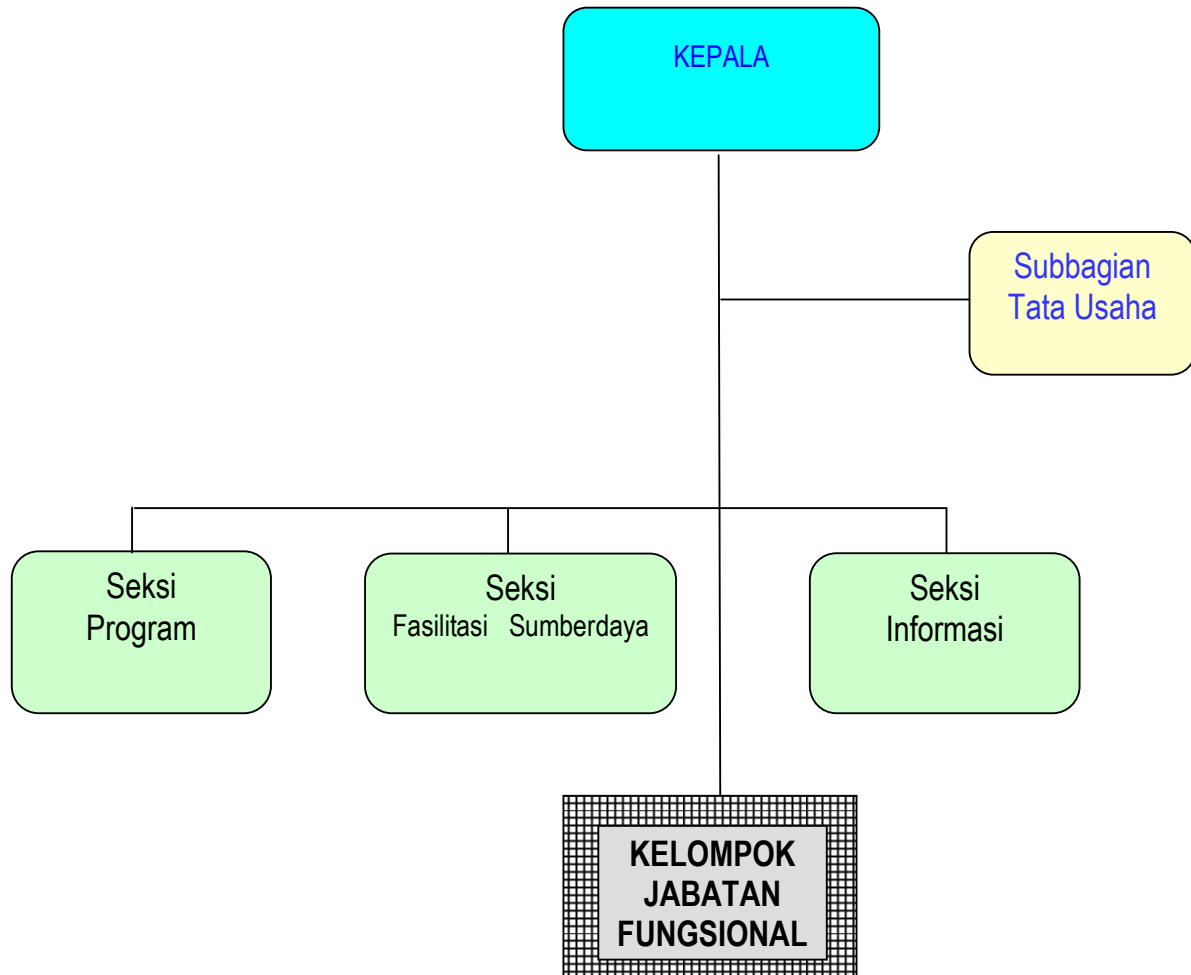 KEPALA
Subbagian
Tata Usaha
Seksi
Program
Seksi
Fasilitasi Sumberdaya
Seksi
Informasi
KELOMPOK
JABATAN
FUNGSIONAL